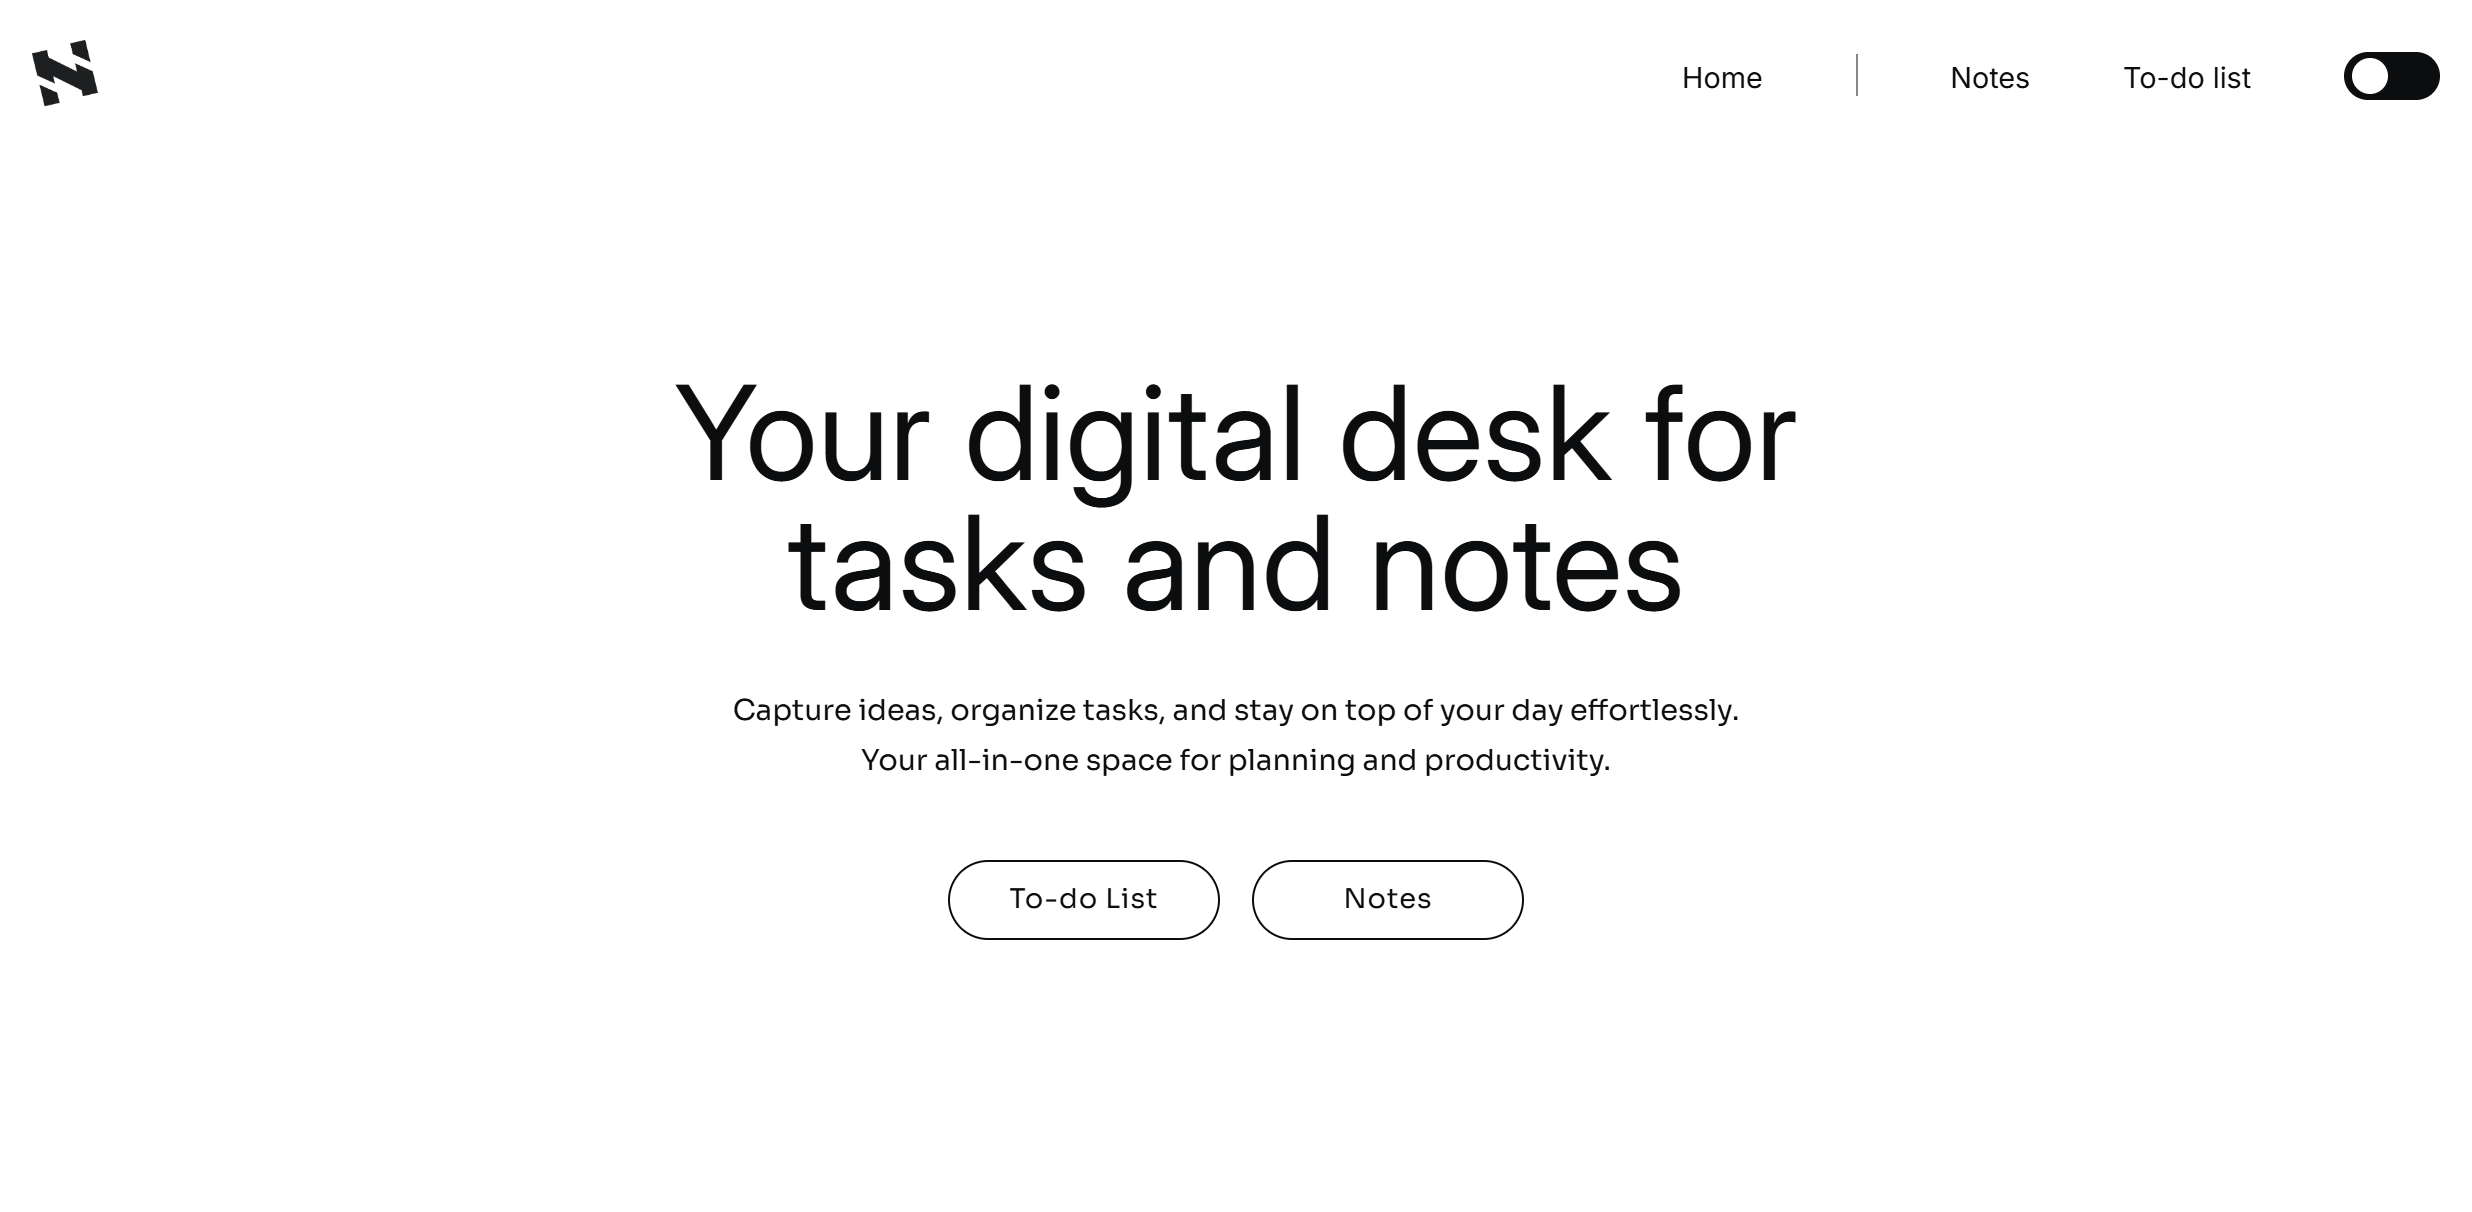 Home
Notes
To-do list
Your digital desk for
tasks and notes
Capture ideas, organize tasks, and stay on top of your day effortlessly.
Your all-in-one space for planning and productivity.
To-do List
Notes